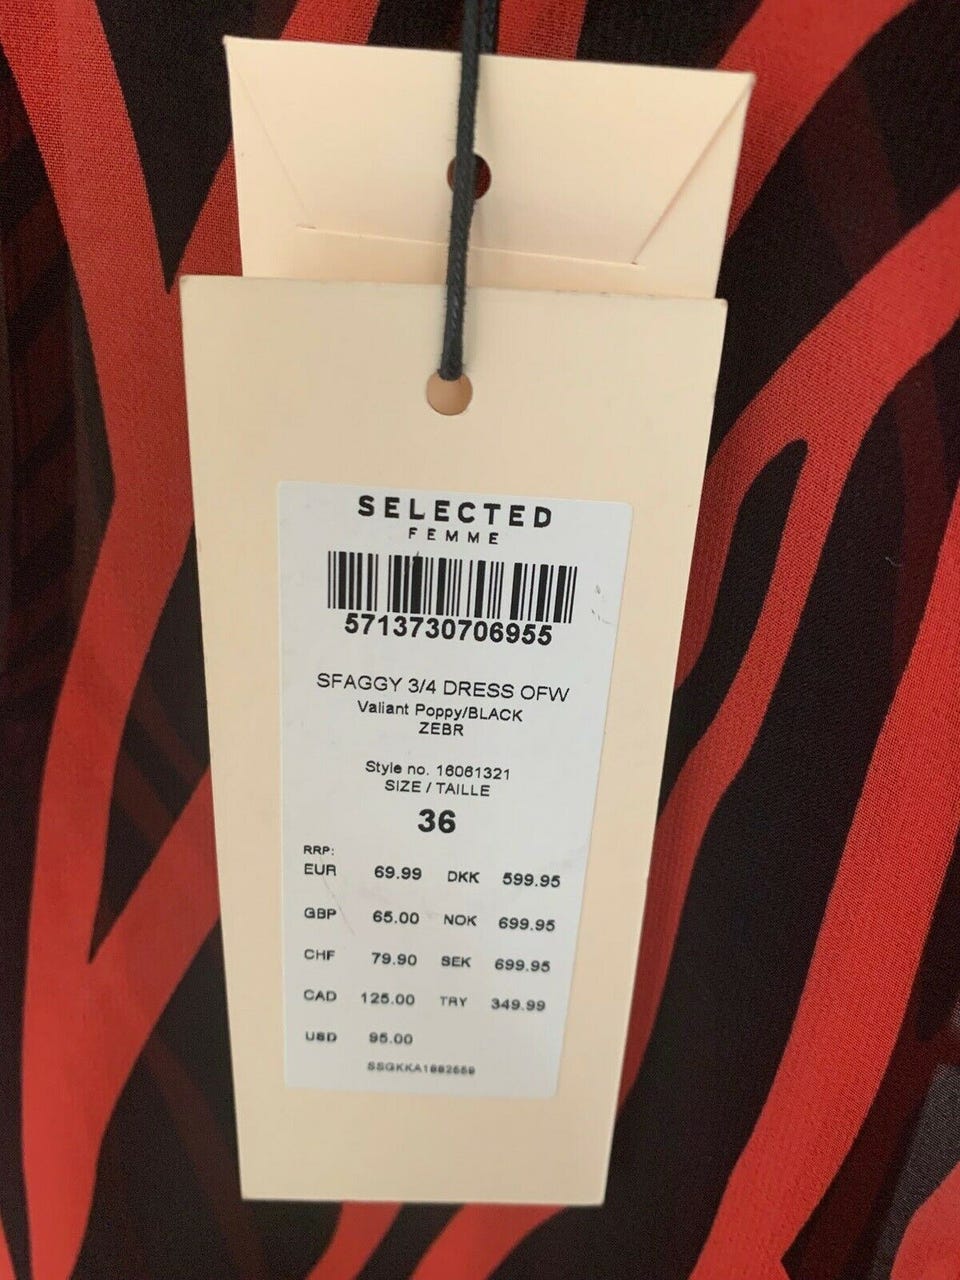 SELECTED
FEMME
5713730706955
SFAGGY 3/4 DRESS OFW
Valiant Poppy/BLACK
ZEBR
Style no. 16061321
SIZE / TAILLE
36
RRP:
EUR 69.99 DKK 599.95
GBP 65.00 NOK 699.95
CHF 79.90 SEK 699.95
CAD 125.00 TRY 349.99
USD 95.00